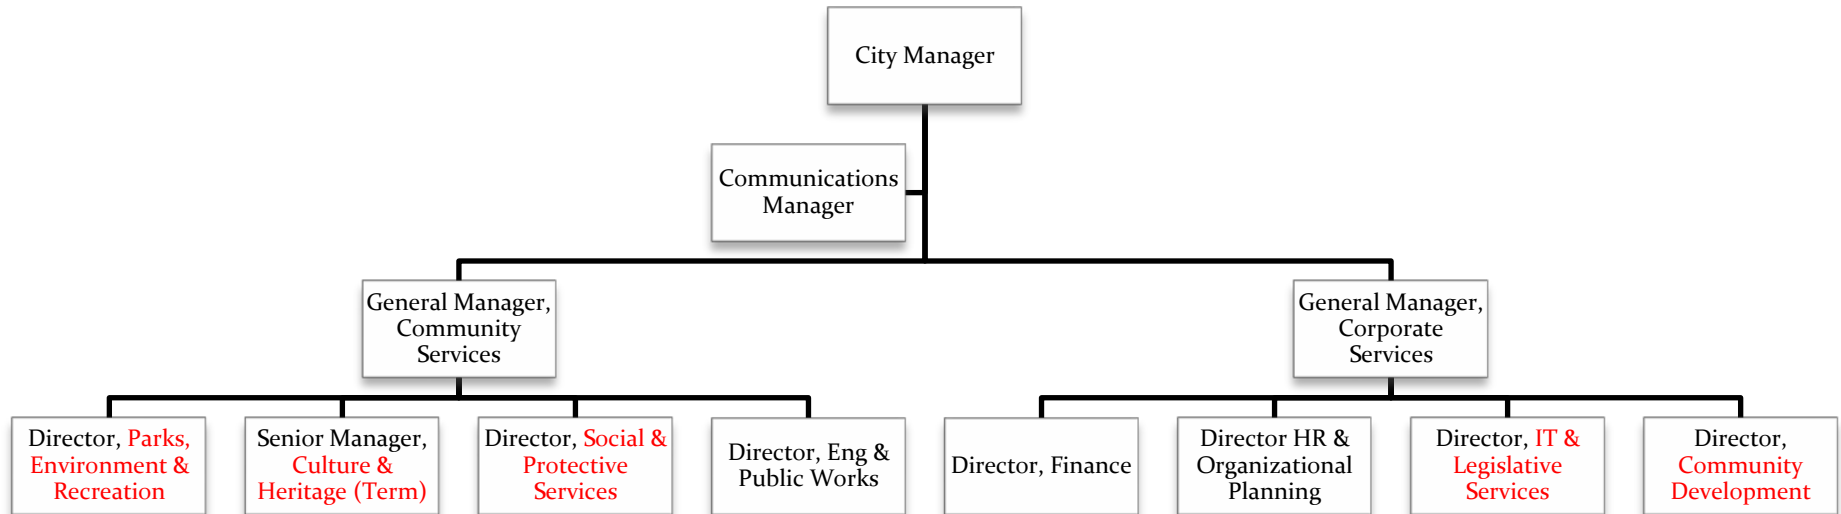 City Manager
Communications
Manager
General Manager,
Community
Services
General Manager,
Corporate
Services
Director, Parks,
Environment &
Recreation
Senior Manager,
Culture &
Heritage (Term)
Director, Social &
Protective
Services
Director, Eng &
Public Works
Director, Finance
Director HR &
Organizational
Planning
Director, IT &
Legislative
Services
Director,
Community
Development